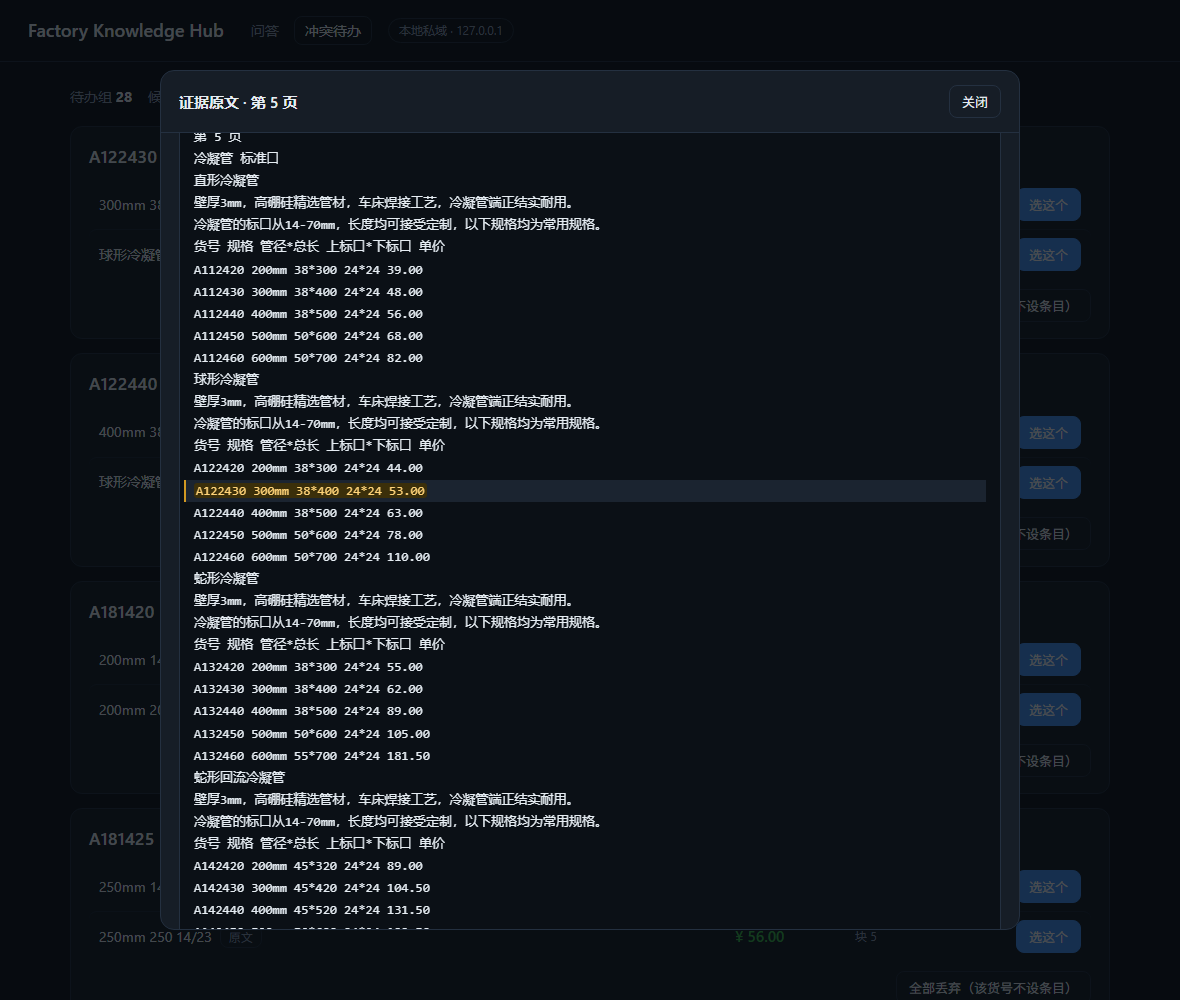 Factory Knowledge Hub 问答 冲突待办 本地私域 · 127.0.0.1
待办组 28 候
证据原文 · 第 5 页 关闭
第 5 页
冷凝管 标准口
直形冷凝管
壁厚3mm，高硼硅精选管材，车床焊接工艺，冷凝管端正结实耐用。
冷凝管的标口从14-70mm，长度均可接受定制，以下规格均为常用规格。
货号 规格 管径*总长 上标口*下标口 单价
A112420 200mm 38*300 24*24 39.00
A112430 300mm 38*400 24*24 48.00
A112440 400mm 38*500 24*24 56.00
A112450 500mm 50*600 24*24 68.00
A112460 600mm 50*700 24*24 82.00
球形冷凝管
壁厚3mm，高硼硅精选管材，车床焊接工艺，冷凝管端正结实耐用。
冷凝管的标口从14-70mm，长度均可接受定制，以下规格均为常用规格。
货号 规格 管径*总长 上标口*下标口 单价
A122420 200mm 38*300 24*24 44.00
A122430 300mm 38*400 24*24 53.00
A122440 400mm 38*500 24*24 63.00
A122450 500mm 50*600 24*24 78.00
A122460 600mm 50*700 24*24 110.00
蛇形冷凝管
壁厚3mm，高硼硅精选管材，车床焊接工艺，冷凝管端正结实耐用。
冷凝管的标口从14-70mm，长度均可接受定制，以下规格均为常用规格。
货号 规格 管径*总长 上标口*下标口 单价
A132420 200mm 38*300 24*24 55.00
A132430 300mm 38*400 24*24 62.00
A132440 400mm 38*500 24*24 89.00
A132450 500mm 50*600 24*24 105.00
A132460 600mm 55*700 24*24 181.50
蛇形回流冷凝管
壁厚3mm，高硼硅精选管材，车床焊接工艺，冷凝管端正结实耐用。
冷凝管的标口从14-70mm，长度均可接受定制，以下规格均为常用规格。
货号 规格 管径*总长 上标口*下标口 单价
A142420 200mm 45*320 24*24 89.00
A142430 300mm 45*420 24*24 104.50
A142440 400mm 45*520 24*24 131.50
A122430
300mm 38 选这个
球形冷凝管 选这个
不设条目）
A122440
400mm 38 选这个
球形冷凝管 选这个
不设条目）
A181420
200mm 14 选这个
200mm 20 选这个
不设条目）
A181425
250mm 14 选这个
250mm 250 14/23 原文 ¥ 56.00 块 5 选这个
全部丢弃（该货号不设条目）